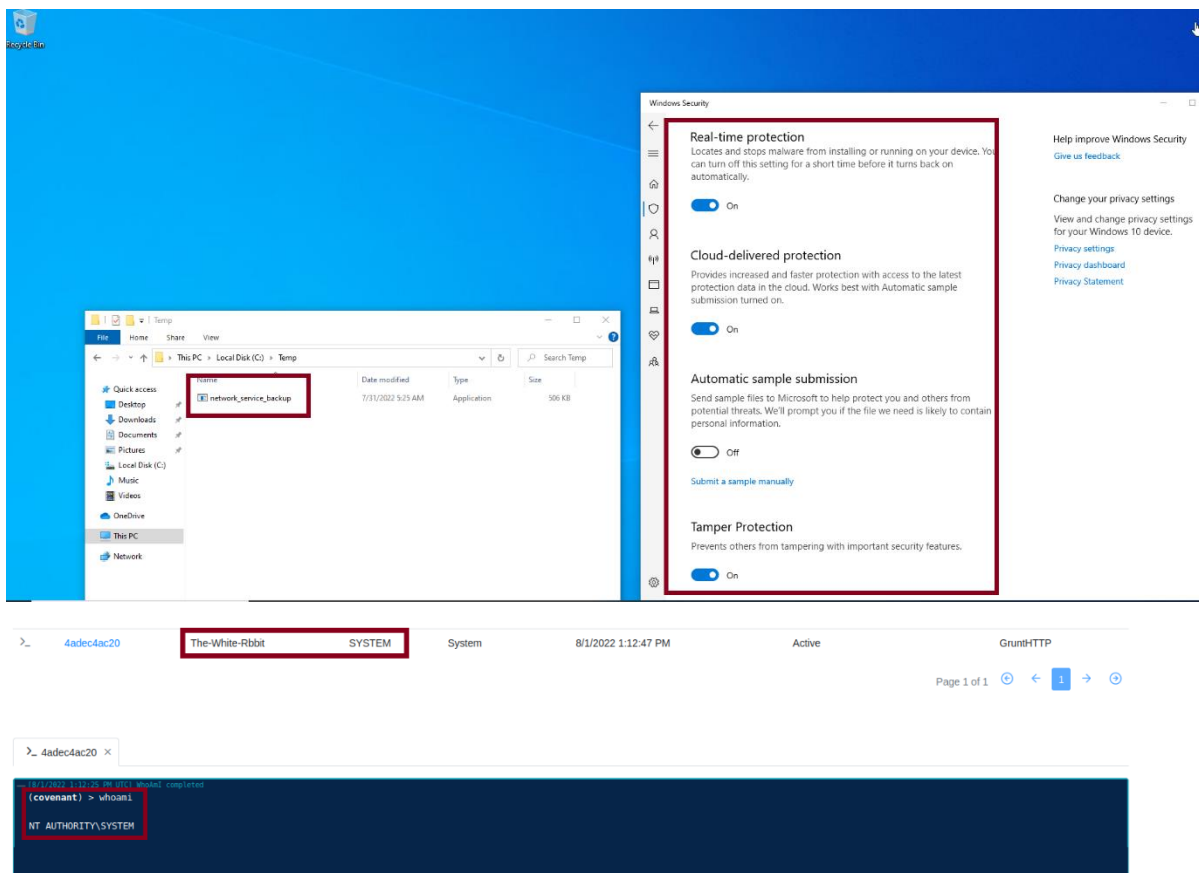 Recycle Bin
Windows Security
Real-time protection
Locates and stops malware from installing or running on your device. You
can turn off this setting for a short time before it turns back on
automatically.
On
Cloud-delivered protection
Provides increased and faster protection with access to the latest
protection data in the cloud. Works best with Automatic sample
submission turned on.
On
Automatic sample submission
Send sample files to Microsoft to help protect you and others from
potential threats. We'll prompt you if the file we need is likely to contain
personal information.
Off
Submit a sample manually
Tamper Protection
Prevents others from tampering with important security features.
On
Help improve Windows Security
Give us feedback
Change your privacy settings
View and change privacy settings
for your Windows 10 device.
Privacy settings
Privacy dashboard
Privacy Statement
Temp
File Home Share View
This PC > Local Disk (C:) > Temp
Search Temp
Name Date modified Type Size
network_service_backup 7/31/2022 5:25 AM Application 506 KB
Quick access
Desktop
Downloads
Documents
Pictures
Local Disk (C:)
Music
Videos
OneDrive
This PC
Network
>_ 4adec4ac20 The-White-Rbbit SYSTEM System 8/1/2022 1:12:47 PM Active GruntHTTP
Page 1 of 1 1
>_ 4adec4ac20 ×
(8/1/2022 1:12:25 PM UTC) WhoAmI completed
(covenant) > whoami
NT AUTHORITY\SYSTEM